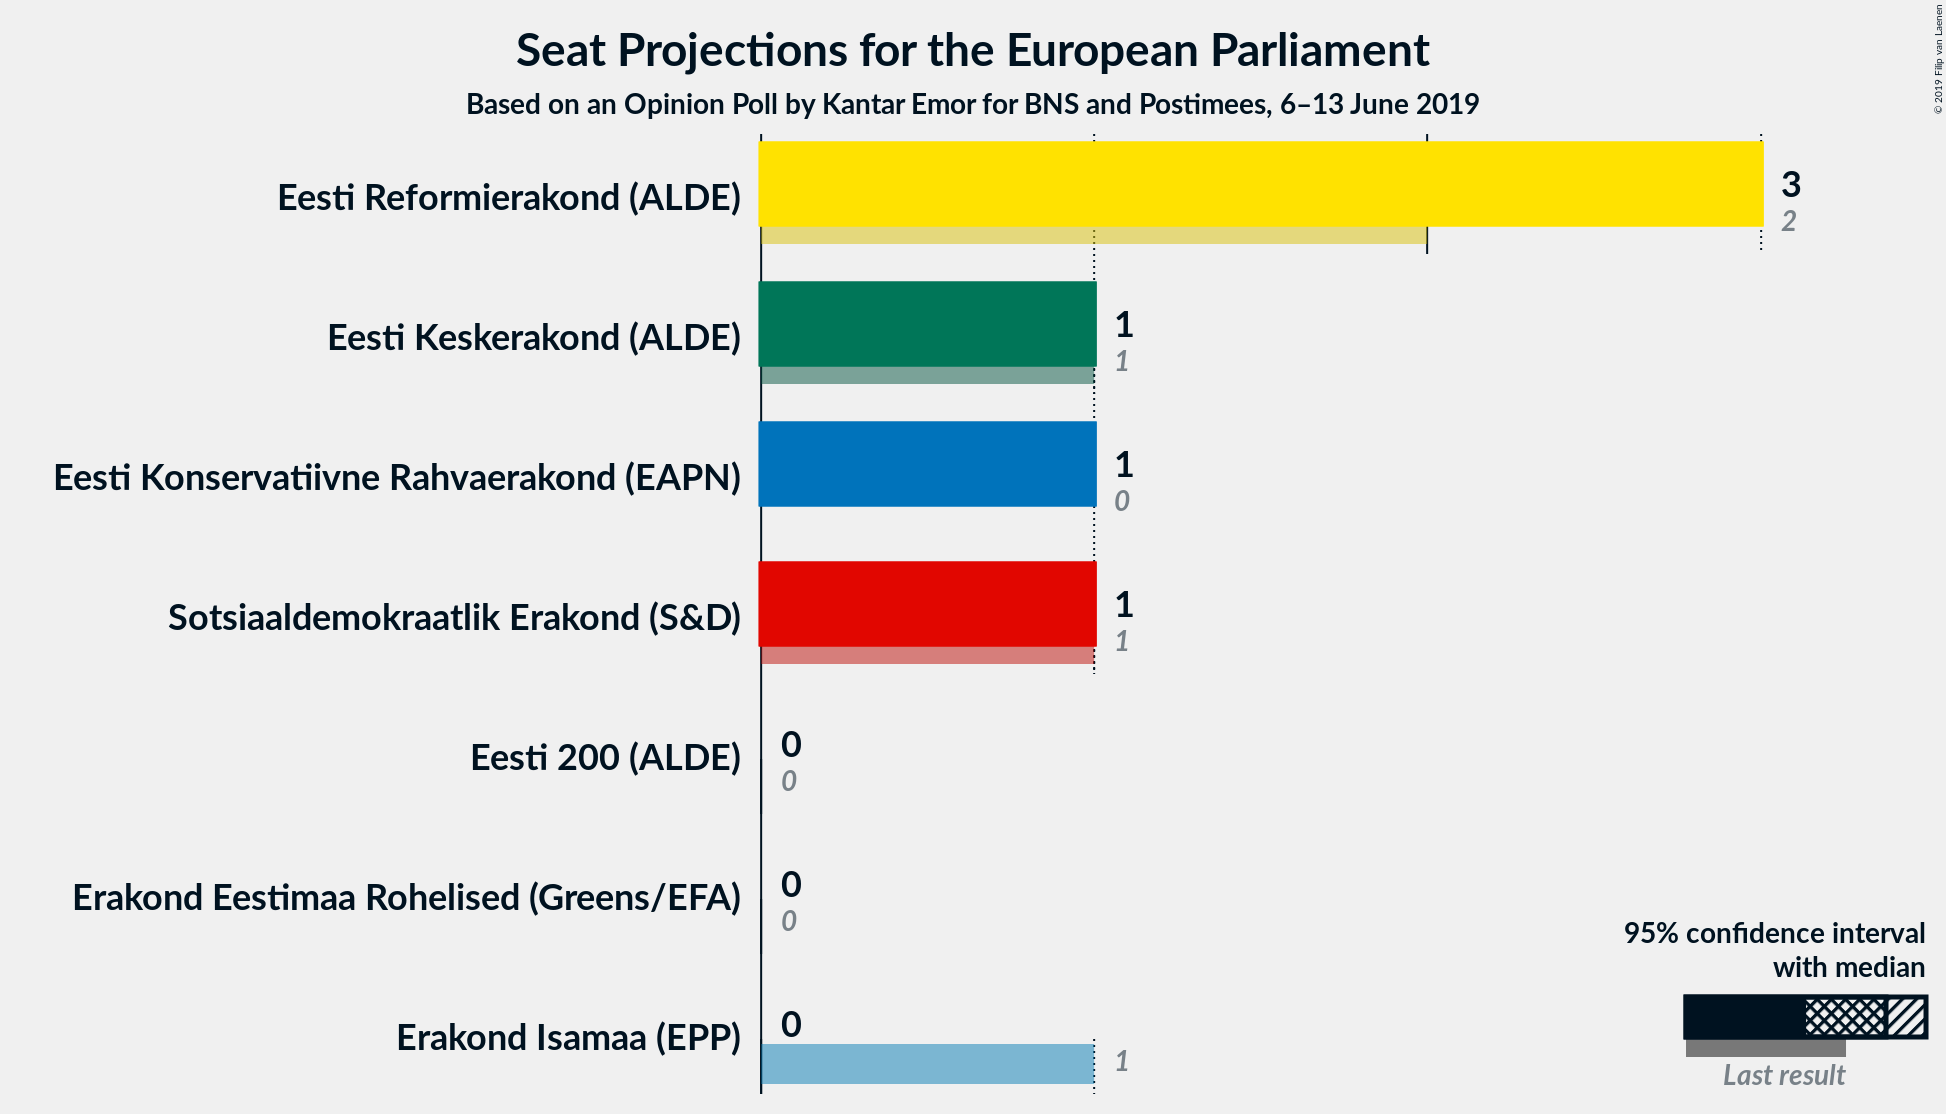 Seat Projections for the European Parliament
Based on an Opinion Poll by Kantar Emor for BNS and Postimees, 6–13 June 2019
© 2019 Filip van Laenen
Eesti Reformierakond (ALDE)
3
2
Eesti Keskerakond (ALDE)
1
1
Eesti Konservatiivne Rahvaerakond (EAPN)
1
0
Sotsiaaldemokraatlik Erakond (S&D)
1
1
Eesti 200 (ALDE)
0
0
Erakond Eestimaa Rohelised (Greens/EFA)
0
0
Erakond Isamaa (EPP)
0
1
95% confidence interval
with median
Last result